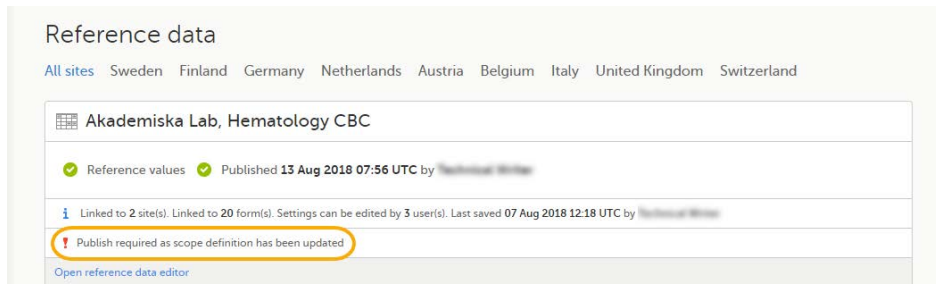 Reference data
All sites Sweden Finland Germany Netherlands Austria Belgium Italy United Kingdom Switzerland
Akademiska Lab, Hematology CBC
Reference values Published 13 Aug 2018 07:56 UTC by
Linked to 2 site(s). Linked to 20 form(s). Settings can be edited by 3 user(s). Last saved 07 Aug 2018 12:18 UTC by
Publish required as scope definition has been updated
Open reference data editor